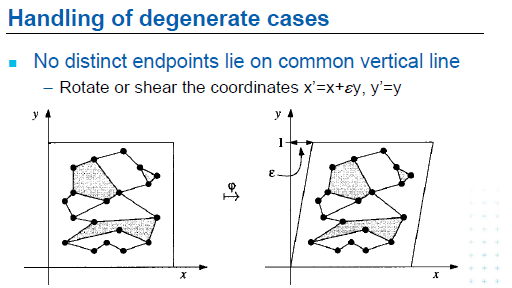 Handling of degenerate cases
No distinct endpoints lie on common vertical line
– Rotate or shear the coordinates x'=x+εy, y'=y
y
x
φ
↦
y
1
ε
x